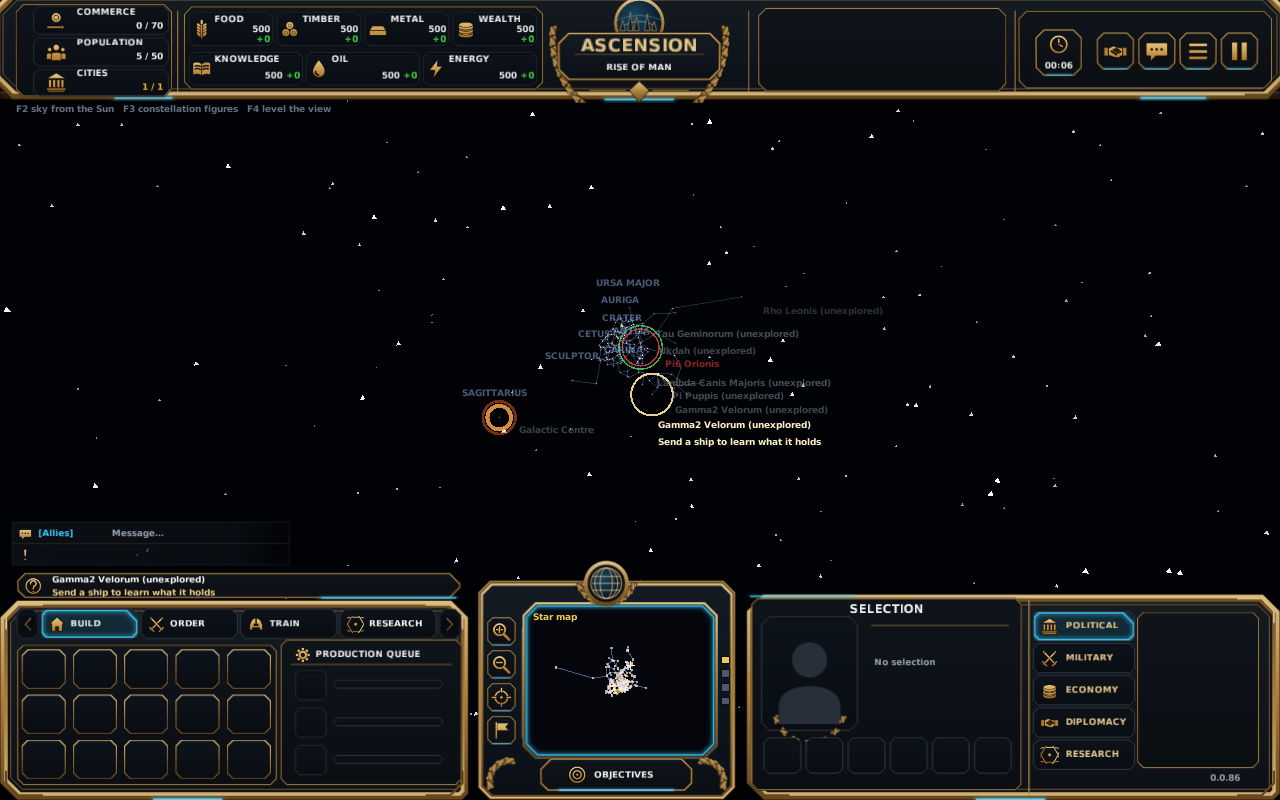 COMMERCE
0 / 70
POPULATION
5 / 50
CITIES
1 / 1
FOOD
500
+0
TIMBER
500
+0
METAL
500
+0
WEALTH
500
+0
KNOWLEDGE
500 +0
OIL
500 +0
ENERGY
500 +0
ASCENSION
RISE OF MAN
00:06
F2 sky from the Sun F3 constellation figures F4 level the view
URSA MAJOR
AURIGA
CRATER
CETUS
SCULPTOR
SAGITTARIUS
Rho Leonis (unexplored)
Tau Geminorum (unexplored)
(unexplored)
Pi6 Orionis
Lambda Canis Majoris (unexplored)
Pi Puppis (unexplored)
Gamma2 Velorum (unexplored)
Gamma2 Velorum (unexplored)
Send a ship to learn what it holds
Galactic Centre
[Allies] Message...
!
Gamma2 Velorum (unexplored)
Send a ship to learn what it holds
BUILD
ORDER
TRAIN
RESEARCH
PRODUCTION QUEUE
Star map
OBJECTIVES
SELECTION
No selection
POLITICAL
MILITARY
ECONOMY
DIPLOMACY
RESEARCH
0.0.86